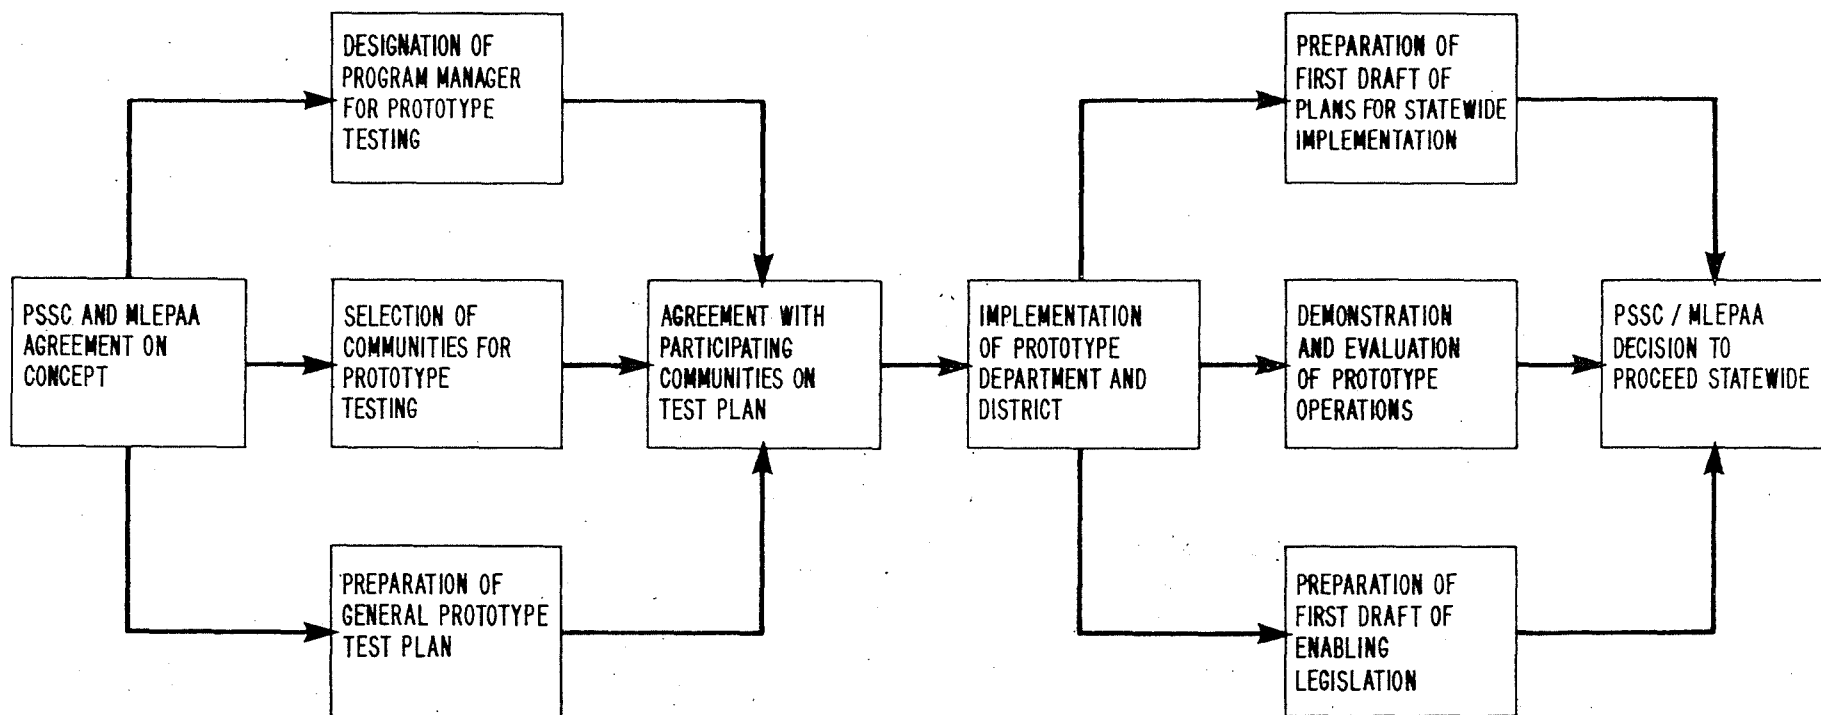 DESIGNATION OF
PROGRAM MANAGER
FOR PROTOTYPE
TESTING
PREPARATION OF
FIRST DRAFT OF
PLANS FOR STATEWIDE
IMPLEMENTATION
PSSC AND MLEPAA
AGREEMENT ON
CONCEPT
SELECTION OF
COMMUNITIES FOR
PROTOTYPE
TESTING
AGREEMENT WITH
PARTICIPATING
COMMUNITIES ON
TEST PLAN
IMPLEMENTATION
OF PROTOTYPE
DEPARTMENT AND
DISTRICT
DEMONSTRATION
AND EVALUATION
OF PROTOTYPE
OPERATIONS
PSSC / MLEPAA
DECISION TO
PROCEED STATEWIDE
PREPARATION OF
GENERAL PROTOTYPE
TEST PLAN
PREPARATION OF
FIRST DRAFT OF
ENABLING
LEGISLATION